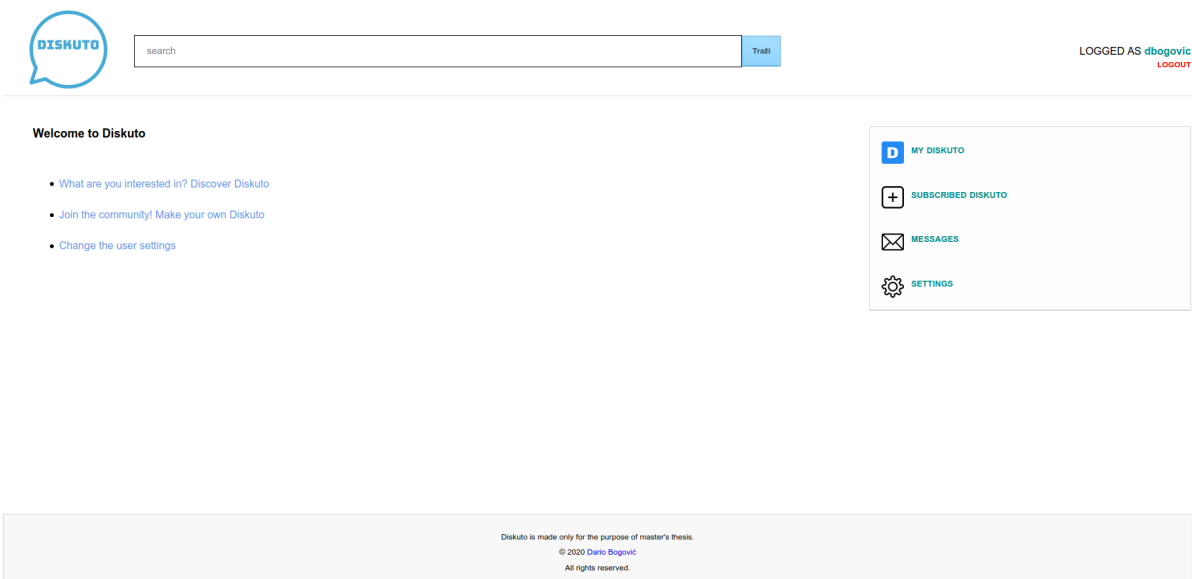 DISKUTO
search
Traži
LOGGED AS dbogovic
LOGOUT
Welcome to Diskuto
What are you interested in? Discover Diskuto
Join the community! Make your own Diskuto
Change the user settings
D MY DISKUTO
SUBSCRIBED DISKUTO
MESSAGES
SETTINGS
Diskuto is made only for the purpose of master's thesis.
© 2020 Dario Bogović
All rights reserved.